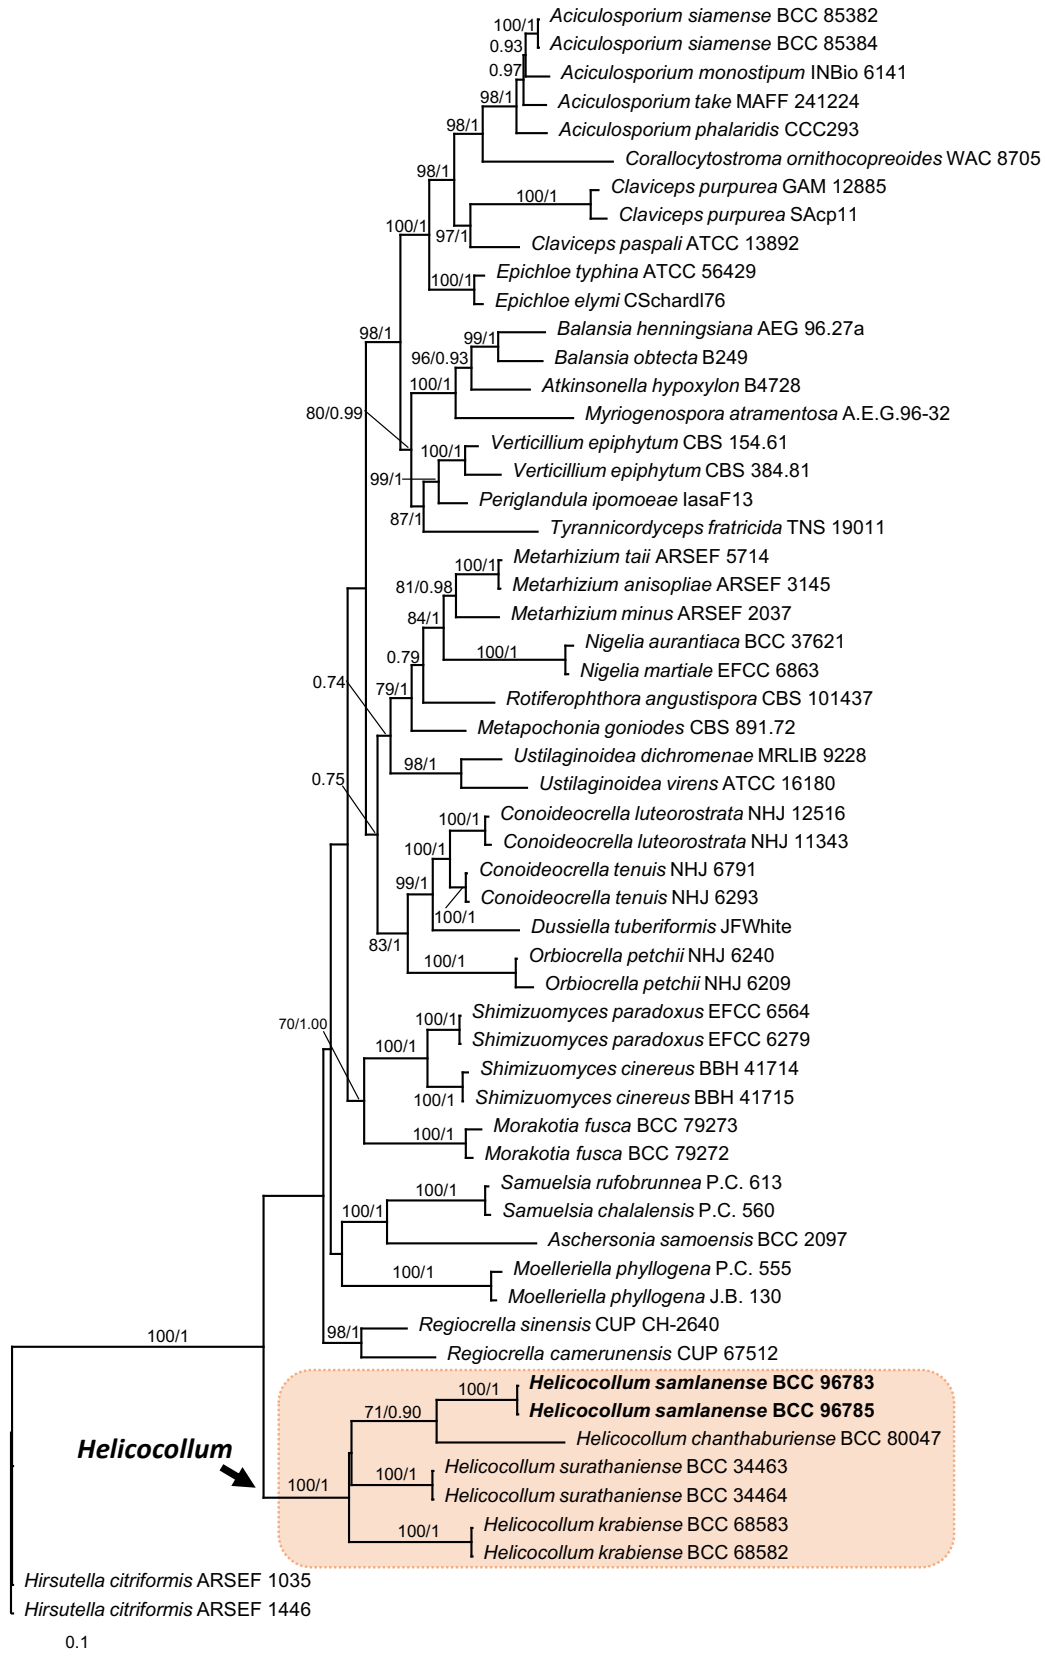 Aciculosporium siamense BCC 85382
100/1
Aciculosporium siamense BCC 85384
0.93
Aciculosporium monostipum INBio 6141
0.97
Aciculosporium take MAFF 241224
98/1
Aciculosporium phalaridis CCC293
98/1
Corallocytostroma ornithocopreoides WAC 8705
98/1
Claviceps purpurea GAM 12885
100/1
Claviceps purpurea SAcp11
100/1
97/1
Claviceps paspali ATCC 13892
Epichloe typhina ATCC 56429
100/1
Epichloe elymi CSchardl76
Balansia henningsiana AEG 96.27a
98/1
99/1
Balansia obtecta B249
96/0.93
Atkinsonella hypoxylon B4728
100/1
Myriogenospora atramentosa A.E.G.96-32
80/0.99
Verticillium epiphytum CBS 154.61
100/1
Verticillium epiphytum CBS 384.81
99/1
Periglandula ipomoeae IasaF13
87/1
Tyrannicordyceps fratricida TNS 19011
Metarhizium taii ARSEF 5714
100/1
Metarhizium anisopliae ARSEF 3145
81/0.98
Metarhizium minus ARSEF 2037
84/1
Nigelia aurantiaca BCC 37621
100/1
0.79
Nigelia martiale EFCC 6863
0.74
79/1
Rotiferophthora angustispora CBS 101437
Metapochonia goniodes CBS 891.72
Ustilaginoidea dichromenae MRLIB 9228
98/1
0.75
Ustilaginoidea virens ATCC 16180
Conoideocrella luteorostrata NHJ 12516
100/1
Conoideocrella luteorostrata NHJ 11343
100/1
Conoideocrella tenuis NHJ 6791
99/1
Conoideocrella tenuis NHJ 6293
100/1
Dussiella tuberiformis JFWhite
83/1
Orbiocrella petchii NHJ 6240
100/1
Orbiocrella petchii NHJ 6209
Shimizuomyces paradoxus EFCC 6564
70/1.00
100/1
Shimizuomyces paradoxus EFCC 6279
100/1
Shimizuomyces cinereus BBH 41714
Shimizuomyces cinereus BBH 41715
100/1
Morakotia fusca BCC 79273
100/1
Morakotia fusca BCC 79272
Samuelsia rufobrunnea P.C. 613
100/1
Samuelsia chalalensis P.C. 560
100/1
Aschersonia samoensis BCC 2097
Moelleriella phyllogena P.C. 555
100/1
Moelleriella phyllogena J.B. 130
Regiocrella sinensis CUP CH-2640
98/1
100/1
Regiocrella camerunensis CUP 67512
Helicocollum samlanense BCC 96783
100/1
Helicocollum samlanense BCC 96785
71/0.90
Helicocollum chanthaburiense BCC 80047
Helicocollum
Helicocollum surathaniense BCC 34463
100/1
100/1
Helicocollum surathaniense BCC 34464
Helicocollum krabiense BCC 68583
100/1
Helicocollum krabiense BCC 68582
Hirsutella citriformis ARSEF 1035
Hirsutella citriformis ARSEF 1446
0.1